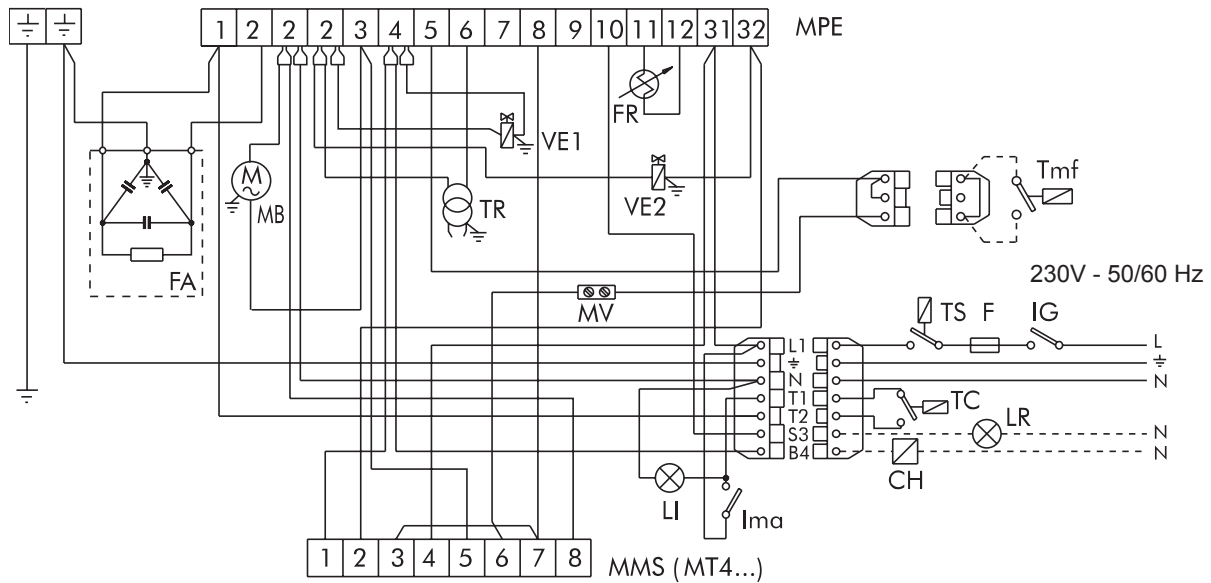 1 2 2 2 3 4 5 6 7 8 9 10 11 12 31 32 MPE
FR
VE1
M
MB
TR
VE2
Tmf
FA
230V - 50/60 Hz
MV
TS F IG
L1 L
N N
T1
T2 TC
S3 LR N
B4 N
CH
LI
Ima
1 2 3 4 5 6 7 8 MMS (MT4...)